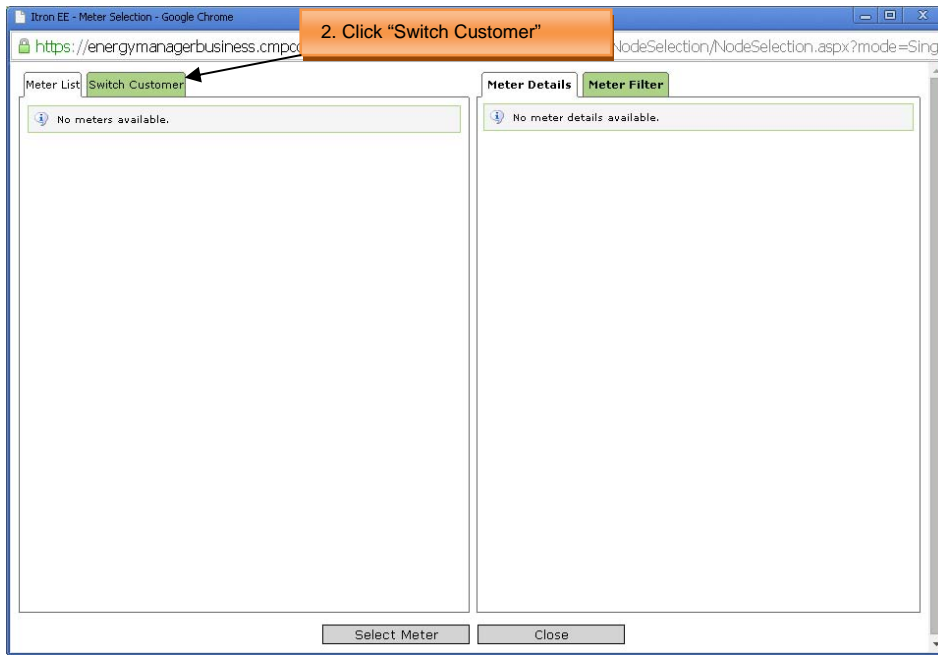 Itron EE - Meter Selection - Google Chrome
2. Click “Switch Customer”
https://energymanagerbusiness.cmpco NodeSelection/NodeSelection.aspx?mode=Sing
Meter List Switch Customer Meter Details Meter Filter
No meters available. No meter details available.
Select Meter Close